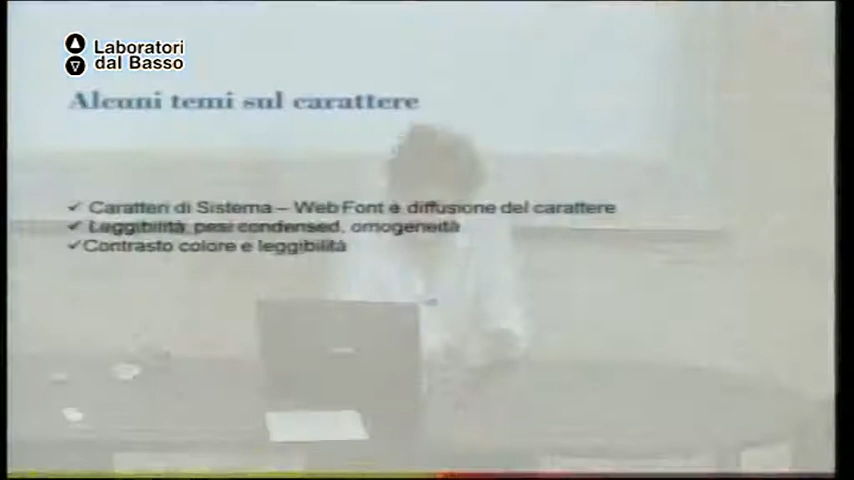 Laboratori
dal Basso
Alcuni temi sul carattere
✓ Caratteri di Sistema – Web Font e diffusione del carattere
✓ Leggibilità, pesi condensed, omogeneità
✓ Contrasto colore e leggibilità